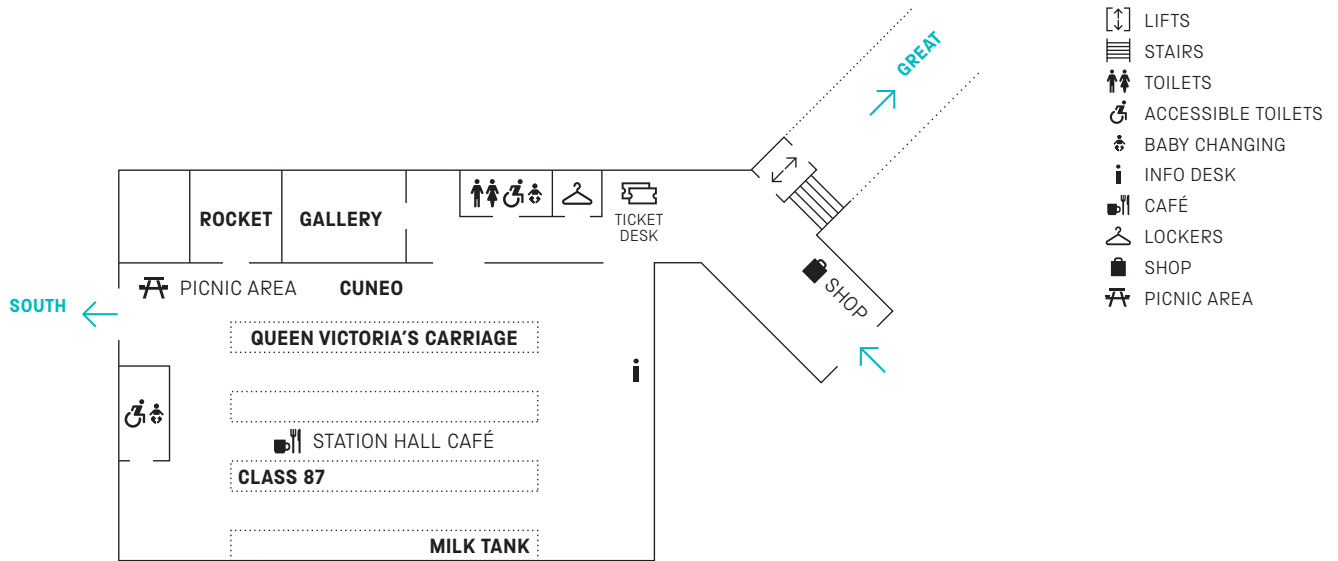 GREAT
ROCKET
GALLERY
TICKET
DESK
PICNIC AREA
CUNEO
SHOP
SOUTH
QUEEN VICTORIA'S CARRIAGE
STATION HALL CAFÉ
CLASS 87
MILK TANK
LIFTS
STAIRS
TOILETS
ACCESSIBLE TOILETS
BABY CHANGING
INFO DESK
CAFÉ
LOCKERS
SHOP
PICNIC AREA